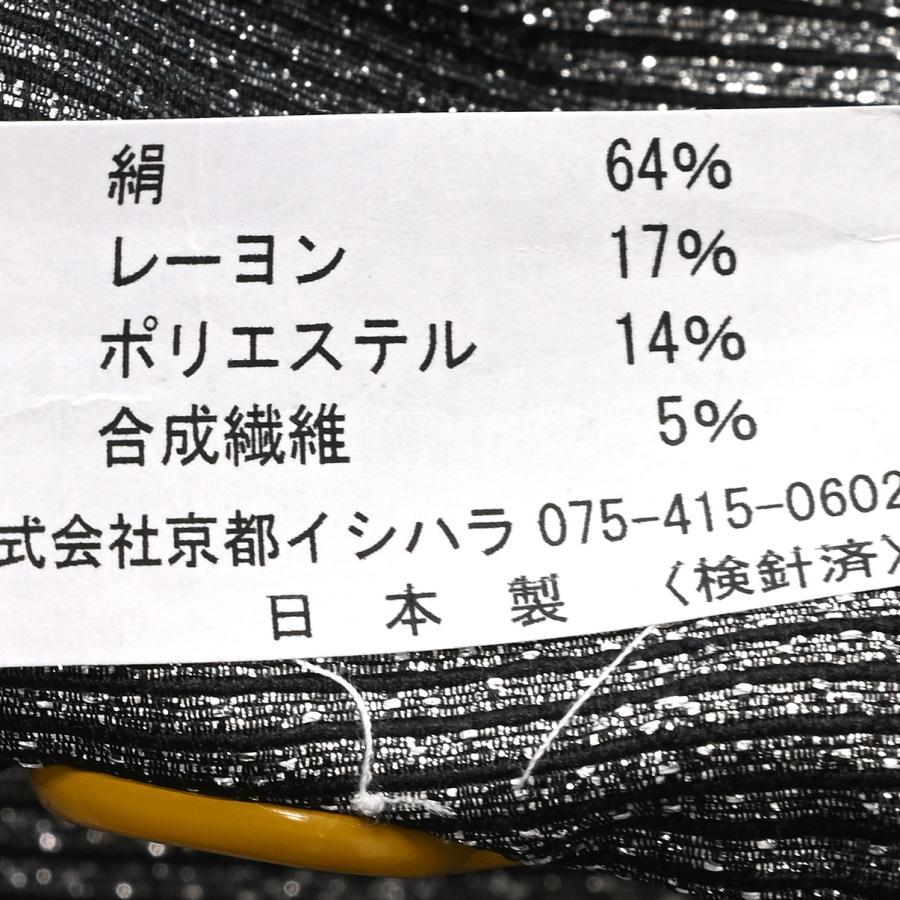 絹 64%
レーヨン 17%
ポリエステル 14%
合成繊維 5%
式会社京都イシハラ 075-415-0602
日本製 〈検針済〉